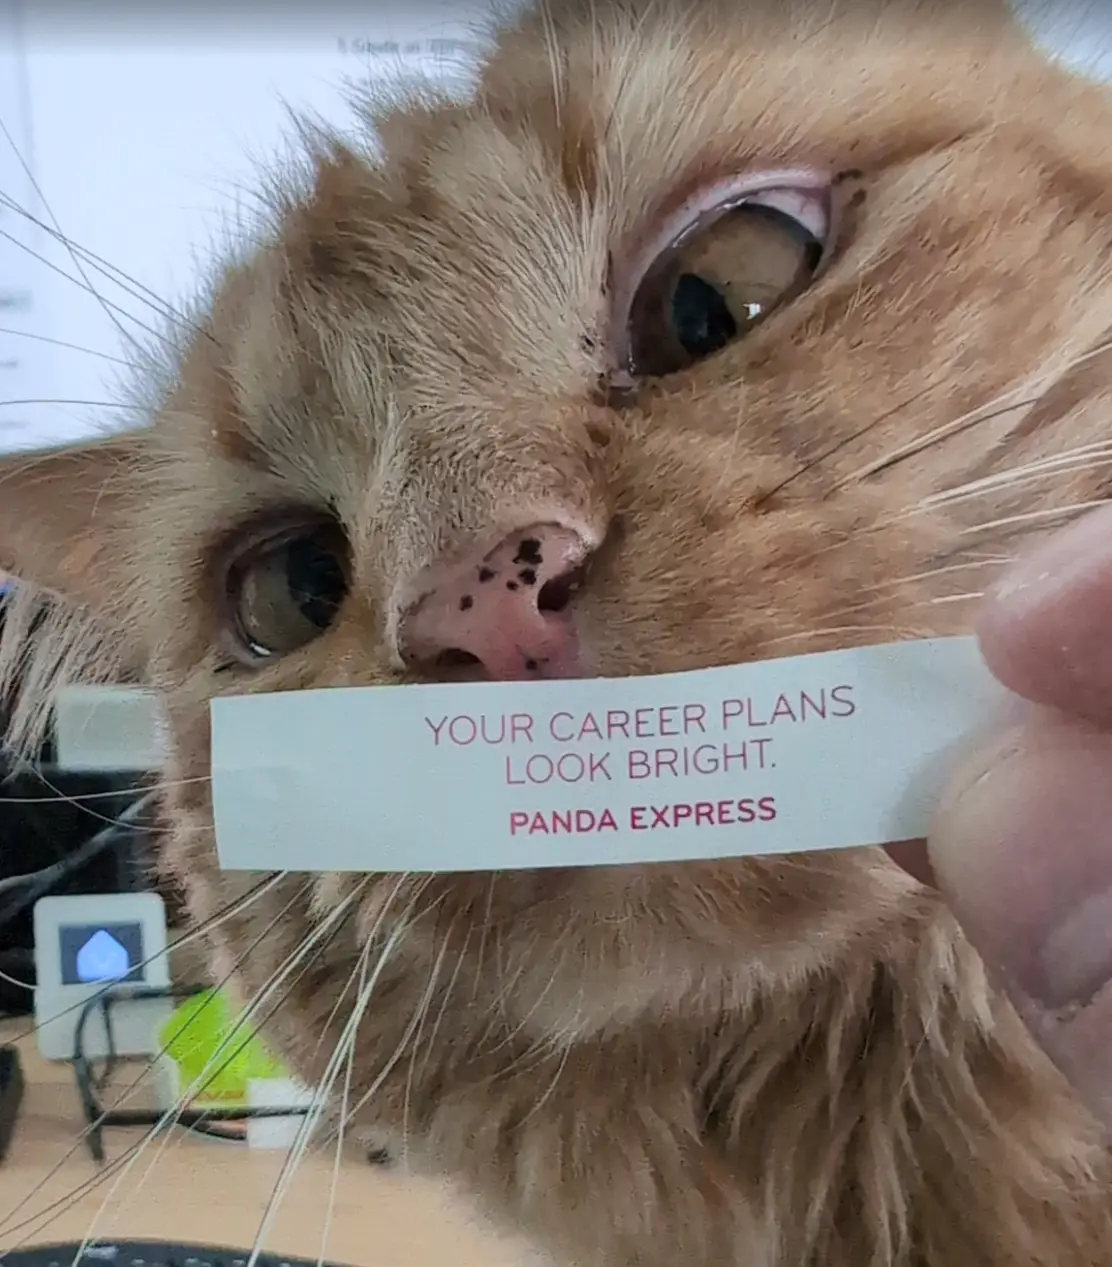 YOUR CAREER PLANS
LOOK BRIGHT.
PANDA EXPRESS